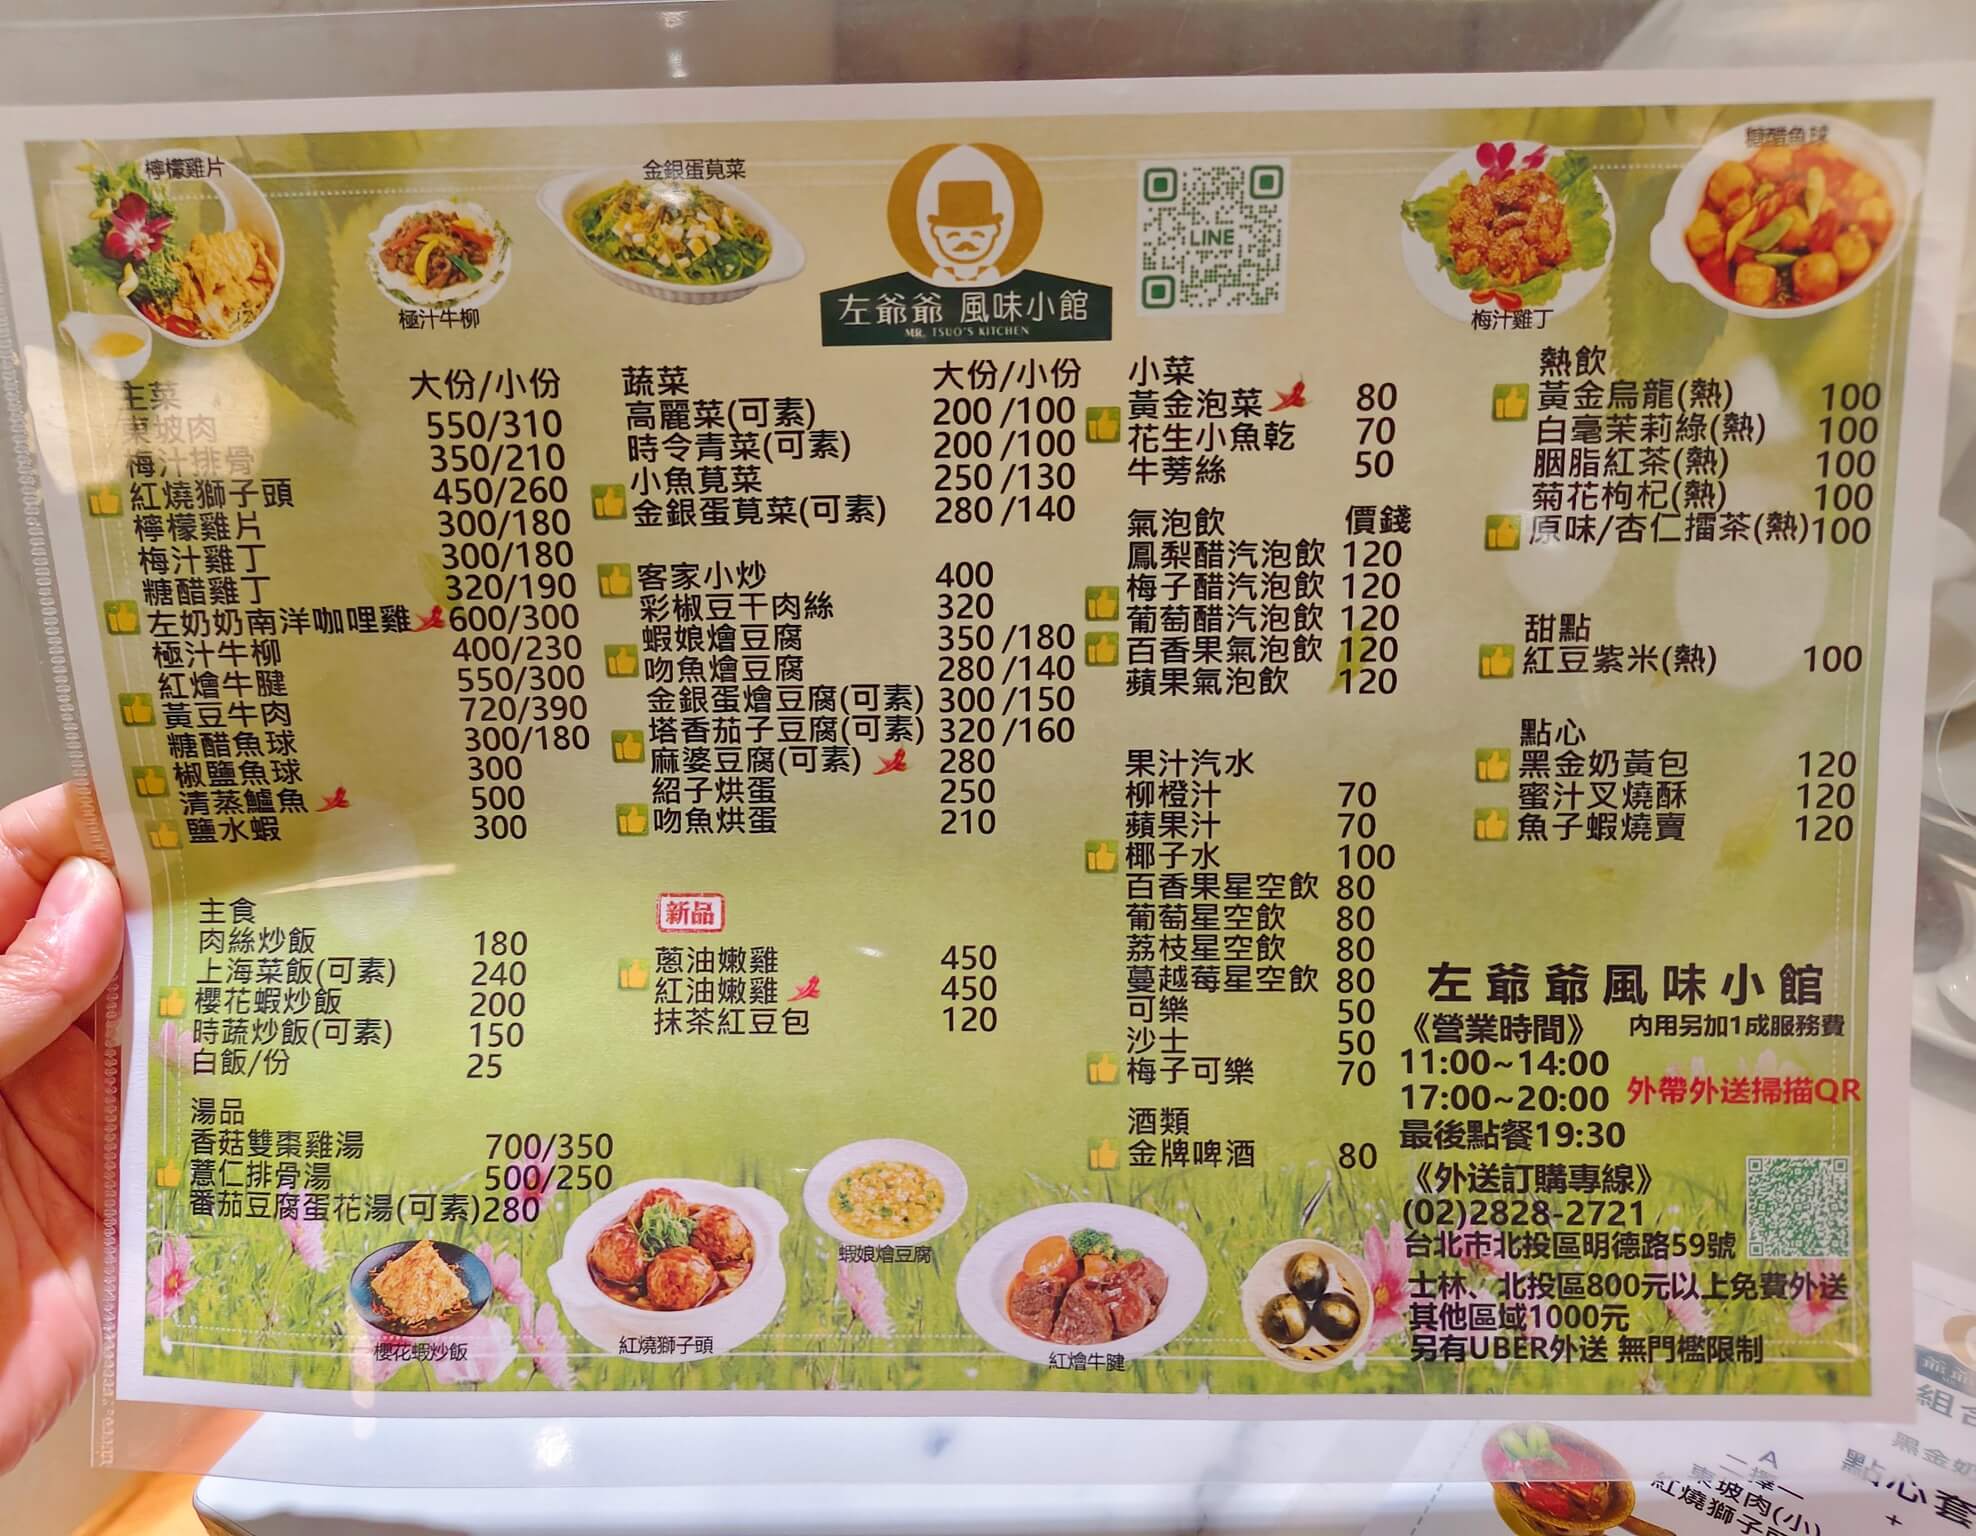 檸檬雞片
極汁牛柳
金銀蛋莧菜
左爺爺 風味小館
MR. TSUO'S KITCHEN
LINE
梅汁雞丁
糖醋魚球
主菜 大份/小份
東坡肉 550/310
梅汁排骨 350/210
紅燒獅子頭 450/260
檸檬雞片 300/180
梅汁雞丁 300/180
糖醋雞丁 320/190
左奶奶南洋咖哩雞 600/300
極汁牛柳 400/230
紅燴牛腱 550/300
黃豆牛肉 720/390
糖醋魚球 300/180
椒鹽魚球 300
清蒸鱸魚 500
鹽水蝦 300
主食
肉絲炒飯 180
上海菜飯(可素) 240
櫻花蝦炒飯 200
時蔬炒飯(可素) 150
白飯/份 25
湯品
香菇雙棗雞湯 700/350
薏仁排骨湯 500/250
番茄豆腐蛋花湯(可素)280
蔬菜 大份/小份
高麗菜(可素) 200 /100
時令青菜(可素) 200 /100
小魚莧菜 250 /130
金銀蛋莧菜(可素) 280 /140
客家小炒 400
彩椒豆干肉絲 320
蝦娘燴豆腐 350 /180
吻魚燴豆腐 280 /140
金銀蛋燴豆腐(可素) 300 /150
塔香茄子豆腐(可素) 320 /160
麻婆豆腐(可素) 280
紹子烘蛋 250
吻魚烘蛋 210
新品
蔥油嫩雞 450
紅油嫩雞 450
抹茶紅豆包 120
小菜
黃金泡菜 80
花生小魚乾 70
牛蒡絲 50
氣泡飲 價錢
鳳梨醋汽泡飲 120
梅子醋汽泡飲 120
葡萄醋汽泡飲 120
百香果氣泡飲 120
蘋果氣泡飲 120
果汁汽水
柳橙汁 70
蘋果汁 70
椰子水 100
百香果星空飲 80
葡萄星空飲 80
荔枝星空飲 80
蔓越莓星空飲 80
可樂 50
沙士 50
梅子可樂 70
酒類
金牌啤酒 80
熱飲
黃金烏龍(熱) 100
白毫茉莉綠(熱) 100
胭脂紅茶(熱) 100
菊花枸杞(熱) 100
原味/杏仁擂茶(熱)100
甜點
紅豆紫米(熱) 100
點心
黑金奶黃包 120
蜜汁叉燒酥 120
魚子蝦燒賣 120
左爺爺風味小館
《營業時間》 內用另加1成服務費
11:00~14:00
17:00~20:00 外帶外送掃描QR
最後點餐19:30
《外送訂購專線》
(02)2828-2721
台北市北投區明德路59號
士林、北投區800元以上免費外送
其他區域1000元
另有UBER外送 無門檻限制
櫻花蝦炒飯
紅燒獅子頭
蝦娘燴豆腐
紅燴牛腱
A
二擇一
東坡肉(小)
紅燒獅子
點心套
+
黑金奶